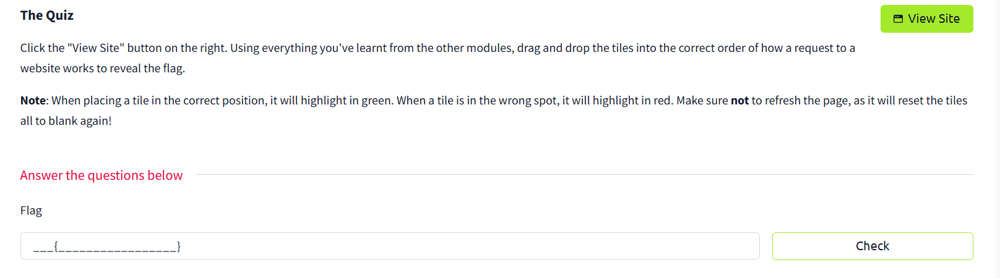 The Quiz
View Site
Click the "View Site" button on the right. Using everything you've learnt from the other modules, drag and drop the tiles into the correct order of how a request to a
website works to reveal the flag.
Note: When placing a tile in the correct position, it will highlight in green. When a tile is in the wrong spot, it will highlight in red. Make sure not to refresh the page, as it will reset the tiles
all to blank again!
Answer the questions below
Flag
___{_________________}
Check